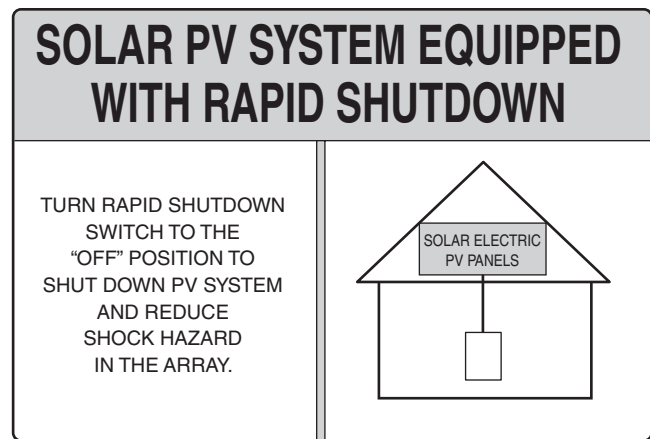 SOLAR PV SYSTEM EQUIPPED
WITH RAPID SHUTDOWN
TURN RAPID SHUTDOWN
SWITCH TO THE
“OFF” POSITION TO
SHUT DOWN PV SYSTEM
AND REDUCE
SHOCK HAZARD
IN THE ARRAY.
SOLAR ELECTRIC
PV PANELS